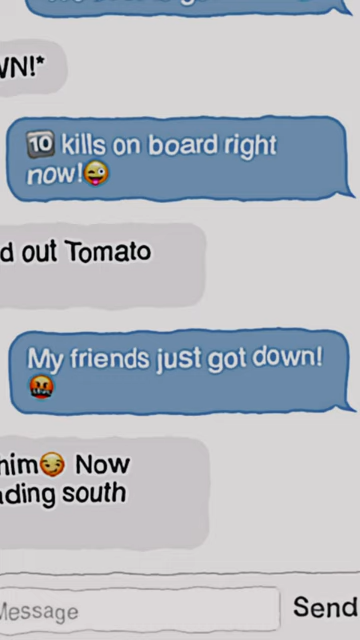 WN!*
🔟 kills on board right
now!😜
d out Tomato
My friends just got down!
🤬
him😏 Now
ading south
Message
Send